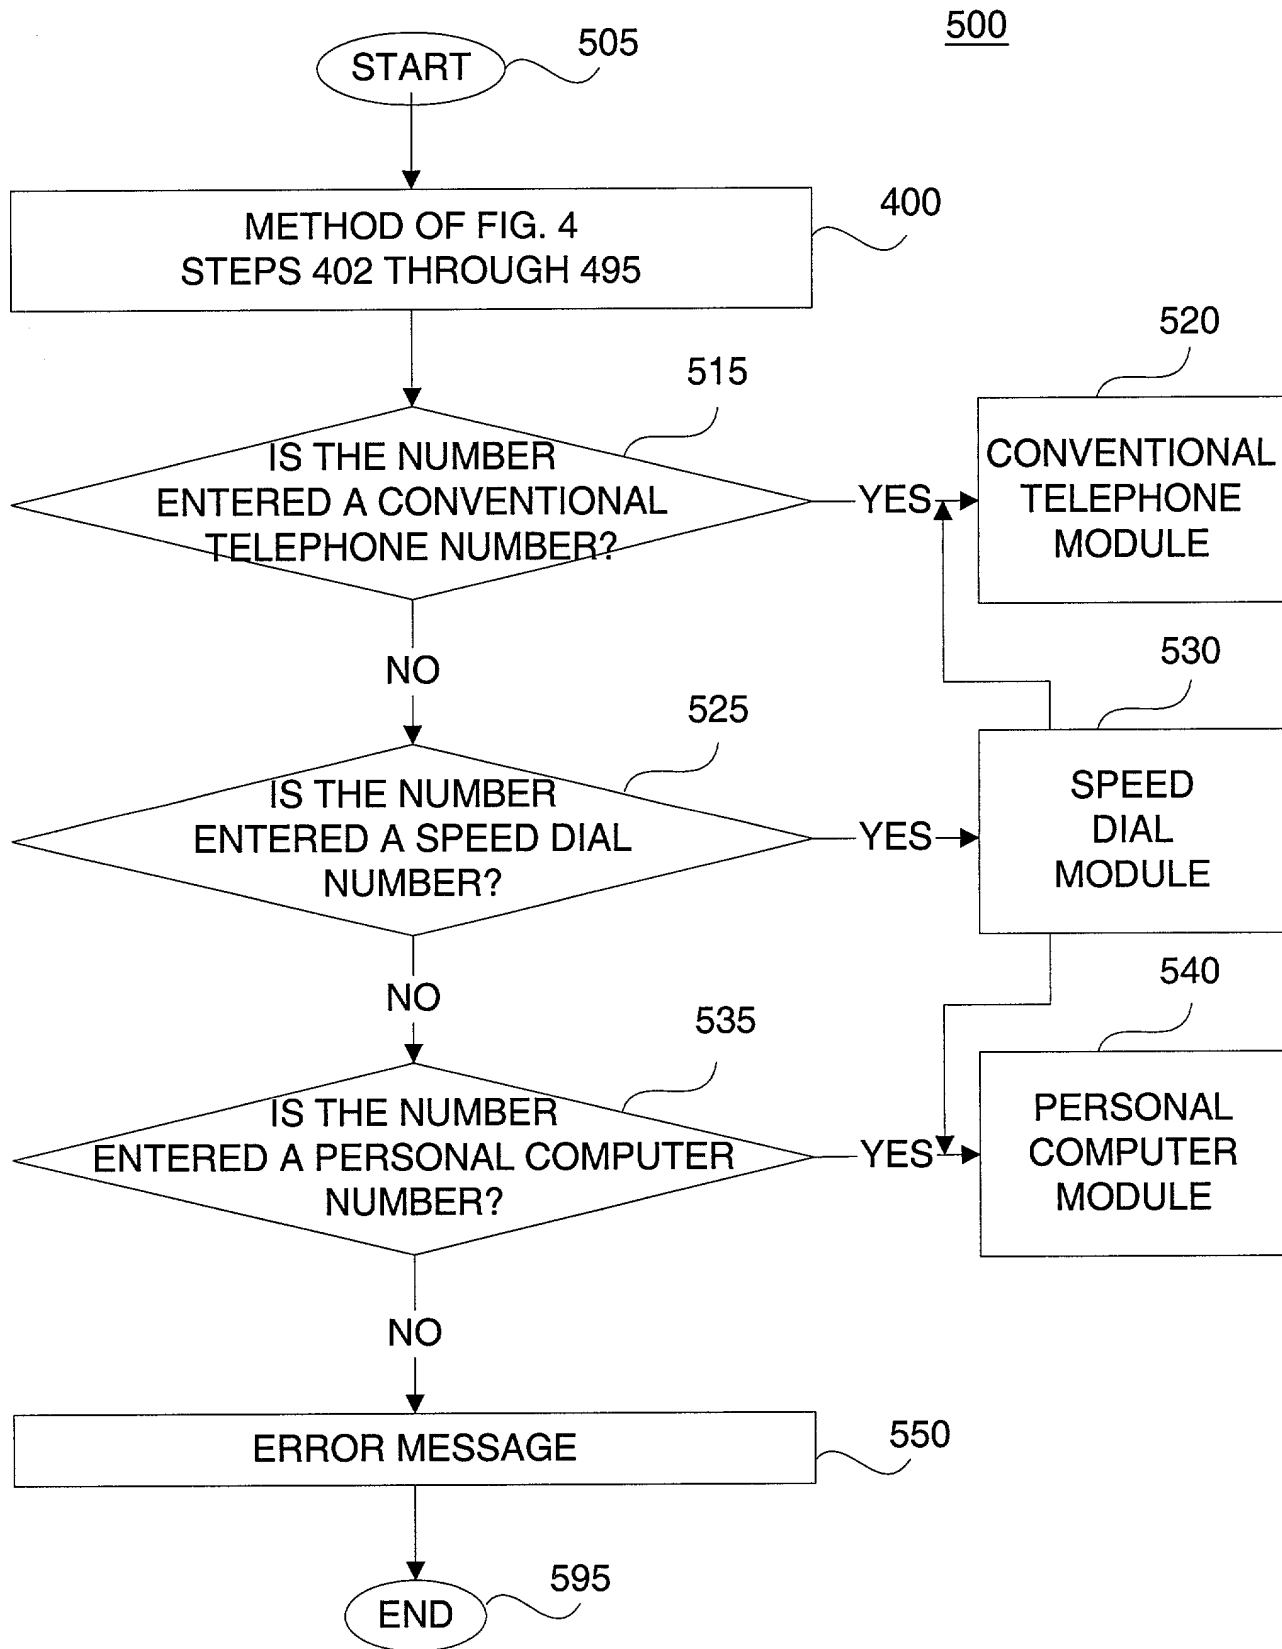 500
505
START
400
METHOD OF FIG. 4
STEPS 402 THROUGH 495
515
520
IS THE NUMBER
ENTERED A CONVENTIONAL
TELEPHONE NUMBER?
YES
CONVENTIONAL
TELEPHONE
MODULE
NO
525
530
IS THE NUMBER
ENTERED A SPEED DIAL
NUMBER?
YES
SPEED
DIAL
MODULE
NO
535
540
IS THE NUMBER
ENTERED A PERSONAL COMPUTER
NUMBER?
YES
PERSONAL
COMPUTER
MODULE
NO
ERROR MESSAGE
550
595
END